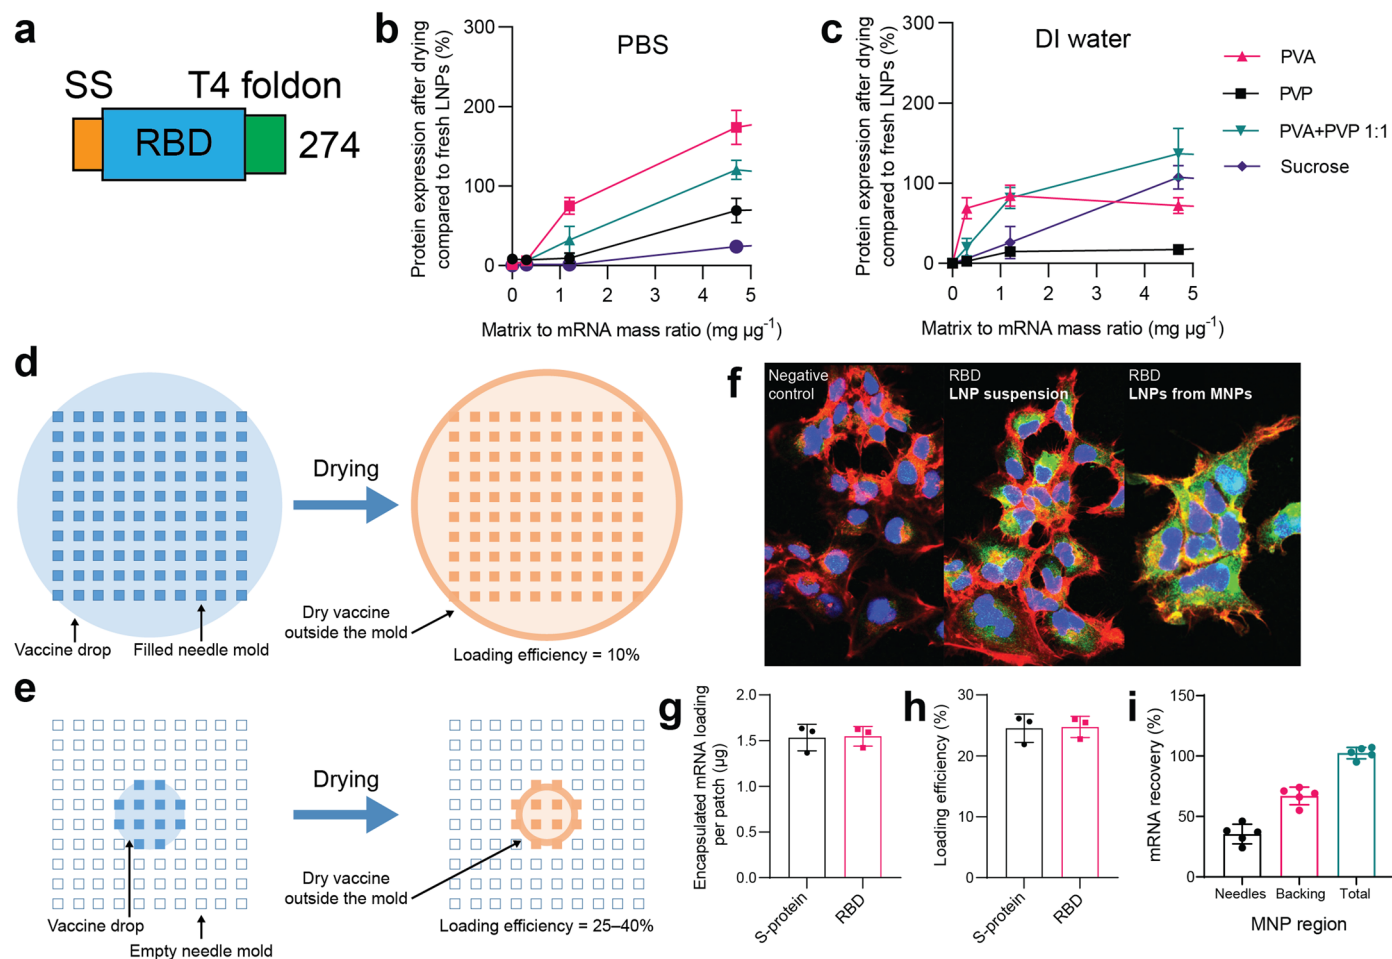 a
SS
T4 foldon
RBD
274
b
Protein expression after drying
compared to fresh LNPs (%)
300
200
100
0
PBS
0 1 2 3 4 5
Matrix to mRNA mass ratio (mg µg-1)
c
Protein expression after drying
compared to fresh LNPs (%)
300
200
100
0
DI water
0 1 2 3 4 5
Matrix to mRNA mass ratio (mg µg-1)
PVA
PVP
PVA+PVP 1:1
Sucrose
d
Drying
Vaccine drop
Filled needle mold
Dry vaccine
outside the mold
Loading efficiency = 10%
e
Drying
Vaccine drop
Empty needle mold
Dry vaccine
outside the mold
Loading efficiency = 25–40%
f
Negative
control
RBD
LNP suspension
RBD
LNPs from MNPs
g
Encapsulated mRNA loading
per patch (µg)
2.0
1.5
1.0
0.5
0.0
S-protein
RBD
h
Loading efficiency (%)
30
20
10
0
S-protein
RBD
i
mRNA recovery (%)
150
100
50
0
Needles Backing Total
MNP region